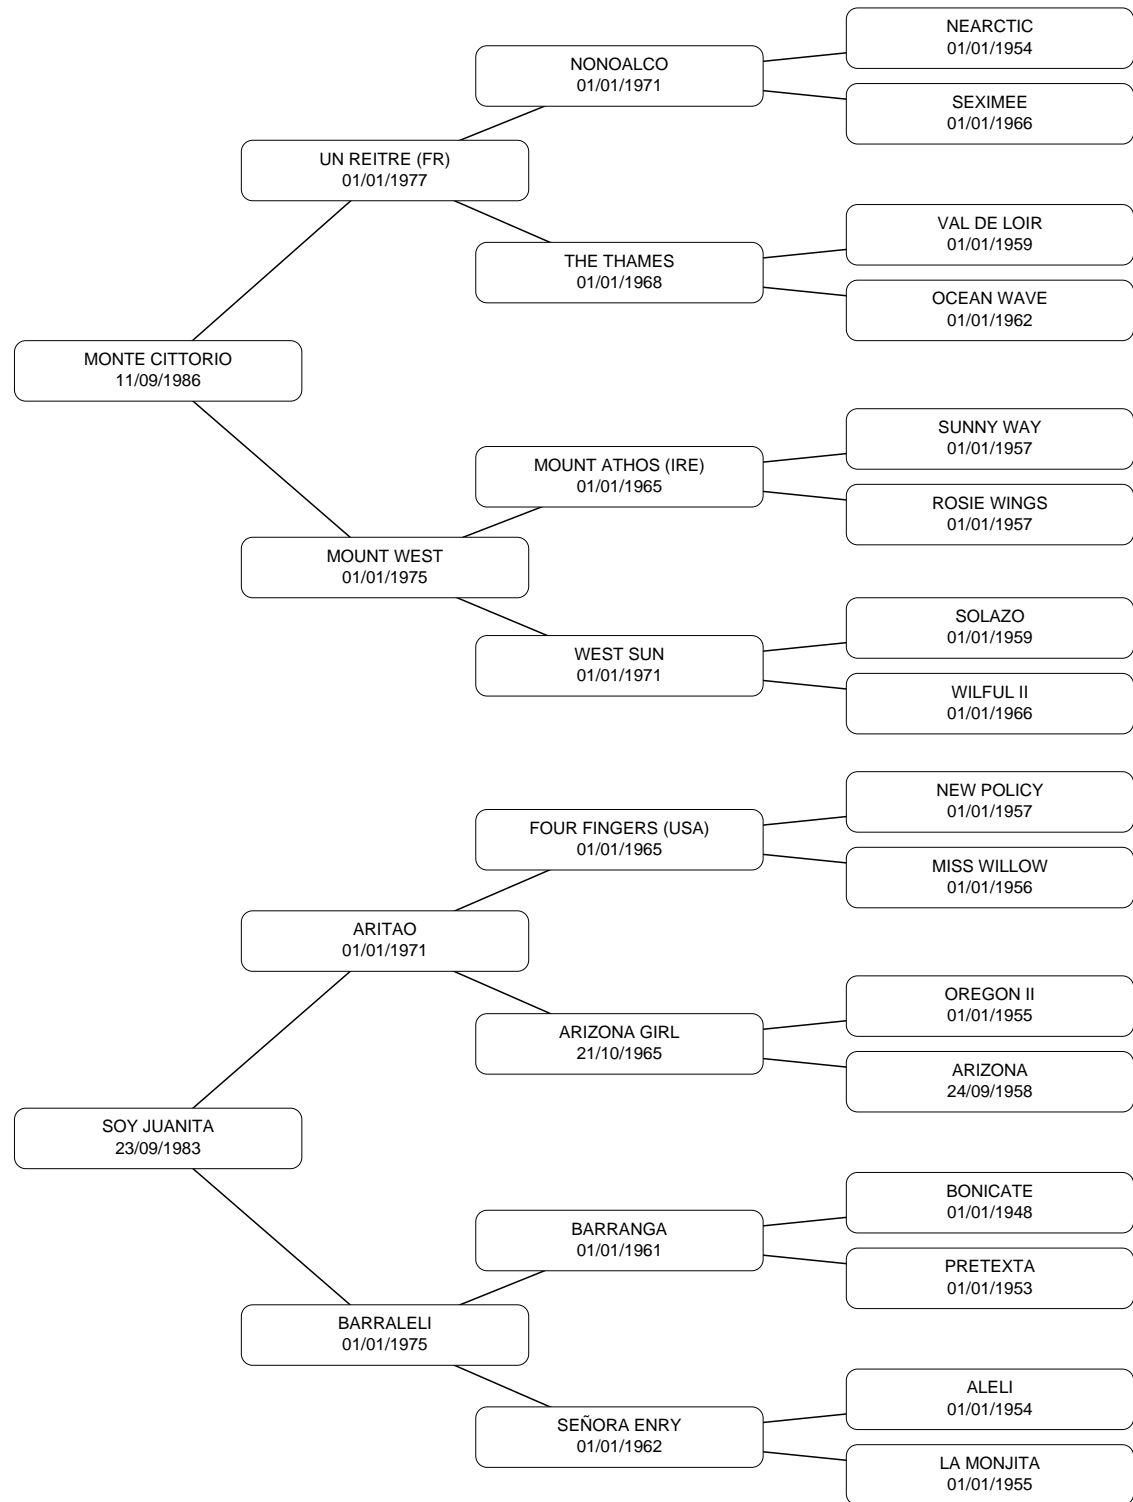 NEARCTIC
01/01/1954
NONOALCO
01/01/1971
SEXIMEE
01/01/1966
UN REITRE (FR)
01/01/1977
VAL DE LOIR
01/01/1959
THE THAMES
01/01/1968
OCEAN WAVE
01/01/1962
MONTE CITTORIO
11/09/1986
SUNNY WAY
01/01/1957
MOUNT ATHOS (IRE)
01/01/1965
ROSIE WINGS
01/01/1957
MOUNT WEST
01/01/1975
SOLAZO
01/01/1959
WEST SUN
01/01/1971
WILFUL II
01/01/1966
NEW POLICY
01/01/1957
FOUR FINGERS (USA)
01/01/1965
MISS WILLOW
01/01/1956
ARITAO
01/01/1971
OREGON II
01/01/1955
ARIZONA GIRL
21/10/1965
ARIZONA
24/09/1958
SOY JUANITA
23/09/1983
BONICATE
01/01/1948
BARRANGA
01/01/1961
PRETEXTA
01/01/1953
BARRALELI
01/01/1975
ALELI
01/01/1954
SEÑORA ENRY
01/01/1962
LA MONJITA
01/01/1955